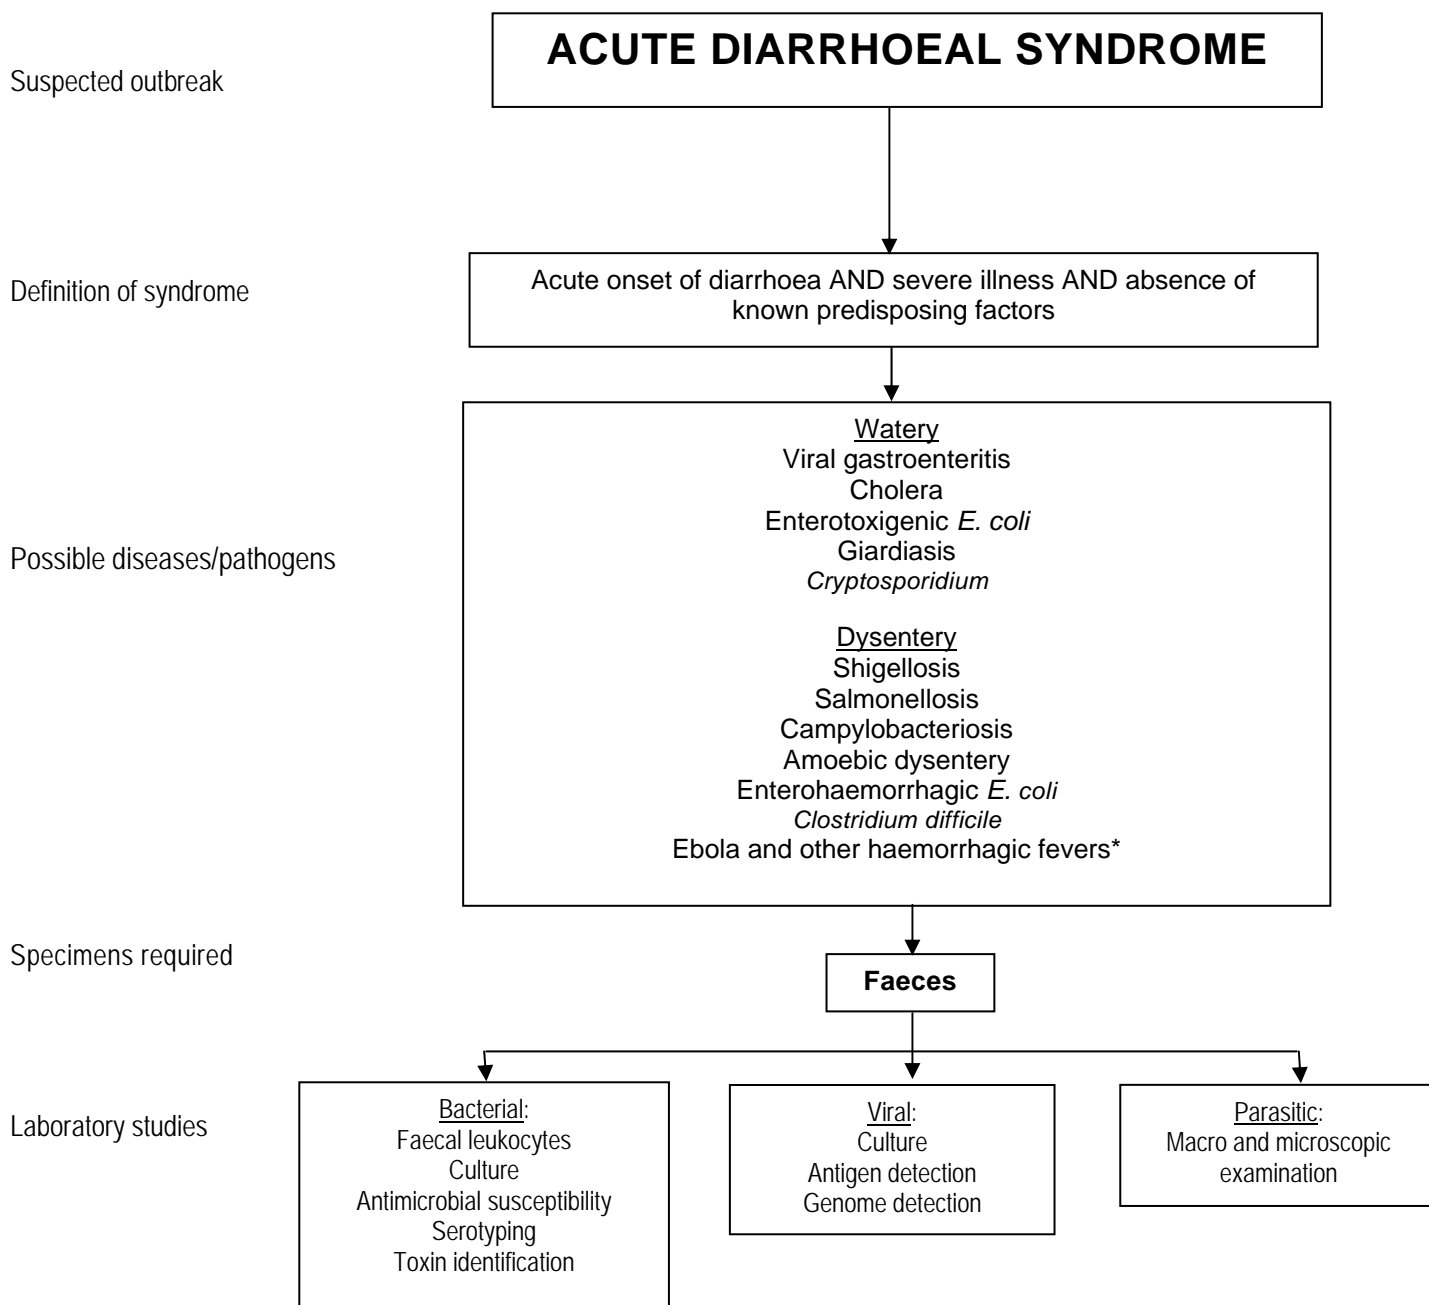 ACUTE DIARRHOEAL SYNDROME
Suspected outbreak
Definition of syndrome
Acute onset of diarrhoea AND severe illness AND absence of
known predisposing factors
Possible diseases/pathogens
Watery
Viral gastroenteritis
Cholera
Enterotoxigenic E. coli
Giardiasis
Cryptosporidium
Dysentery
Shigellosis
Salmonellosis
Campylobacteriosis
Amoebic dysentery
Enterohaemorrhagic E. coli
Clostridium difficile
Ebola and other haemorrhagic fevers*
Specimens required
Faeces
Laboratory studies
Bacterial:
Faecal leukocytes
Culture
Antimicrobial susceptibility
Serotyping
Toxin identification
Viral:
Culture
Antigen detection
Genome detection
Parasitic:
Macro and microscopic
examination